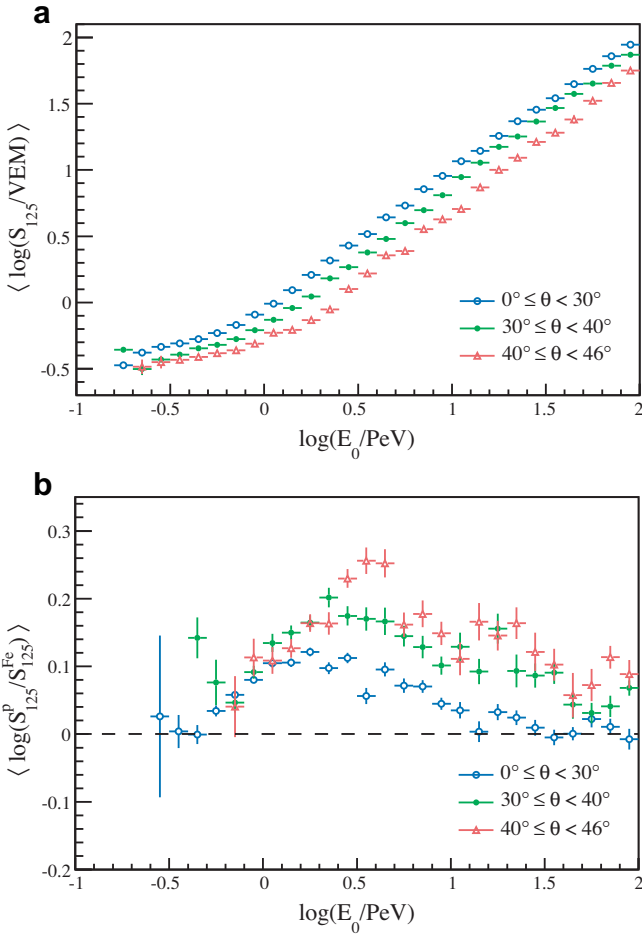 a
⟨ log(S125/VEM) ⟩
2
1.5
1
0.5
0
-0.5
0° ≤ θ < 30°
30° ≤ θ < 40°
40° ≤ θ < 46°
-1
-0.5
0
0.5
1
1.5
2
log(E0/PeV)
b
⟨ log(S^p_125/S^Fe_125) ⟩
0.3
0.2
0.1
0
-0.1
-0.2
0° ≤ θ < 30°
30° ≤ θ < 40°
40° ≤ θ < 46°
-1
-0.5
0
0.5
1
1.5
2
log(E0/PeV)